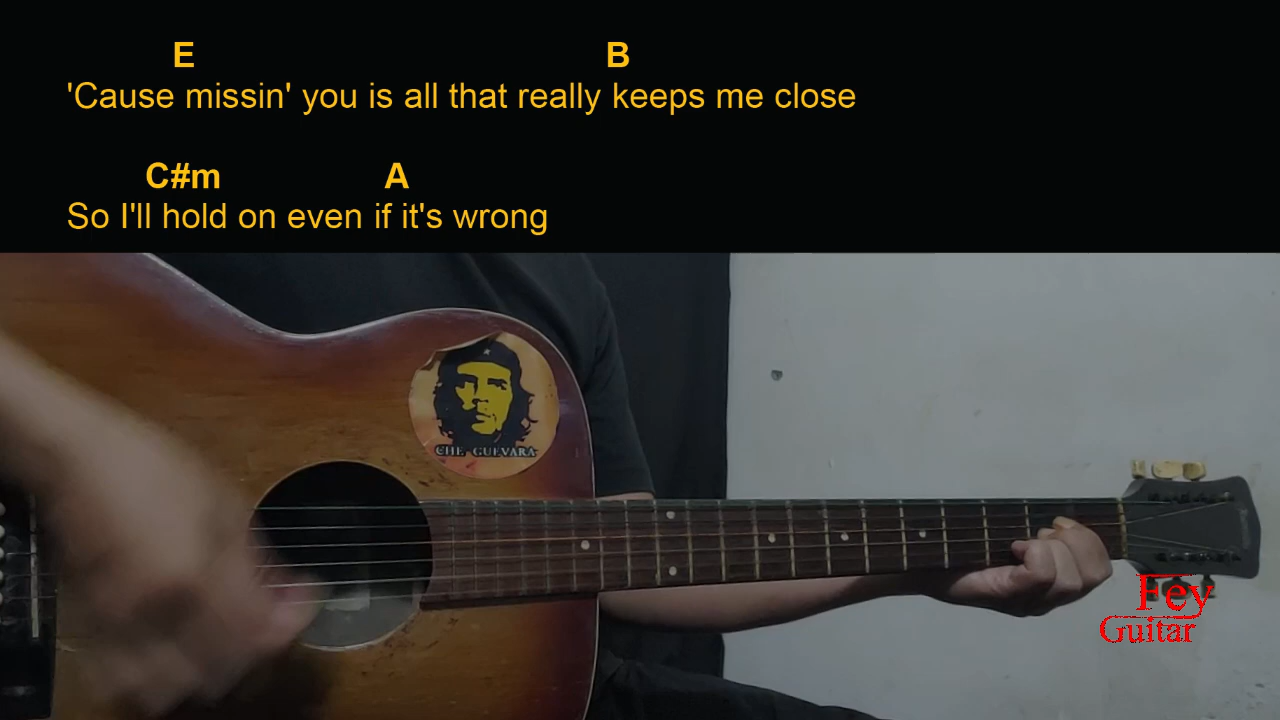 E B
'Cause missin' you is all that really keeps me close
C#m A
So I'll hold on even if it's wrong
CHE GUEVARA
Fey
Guitar